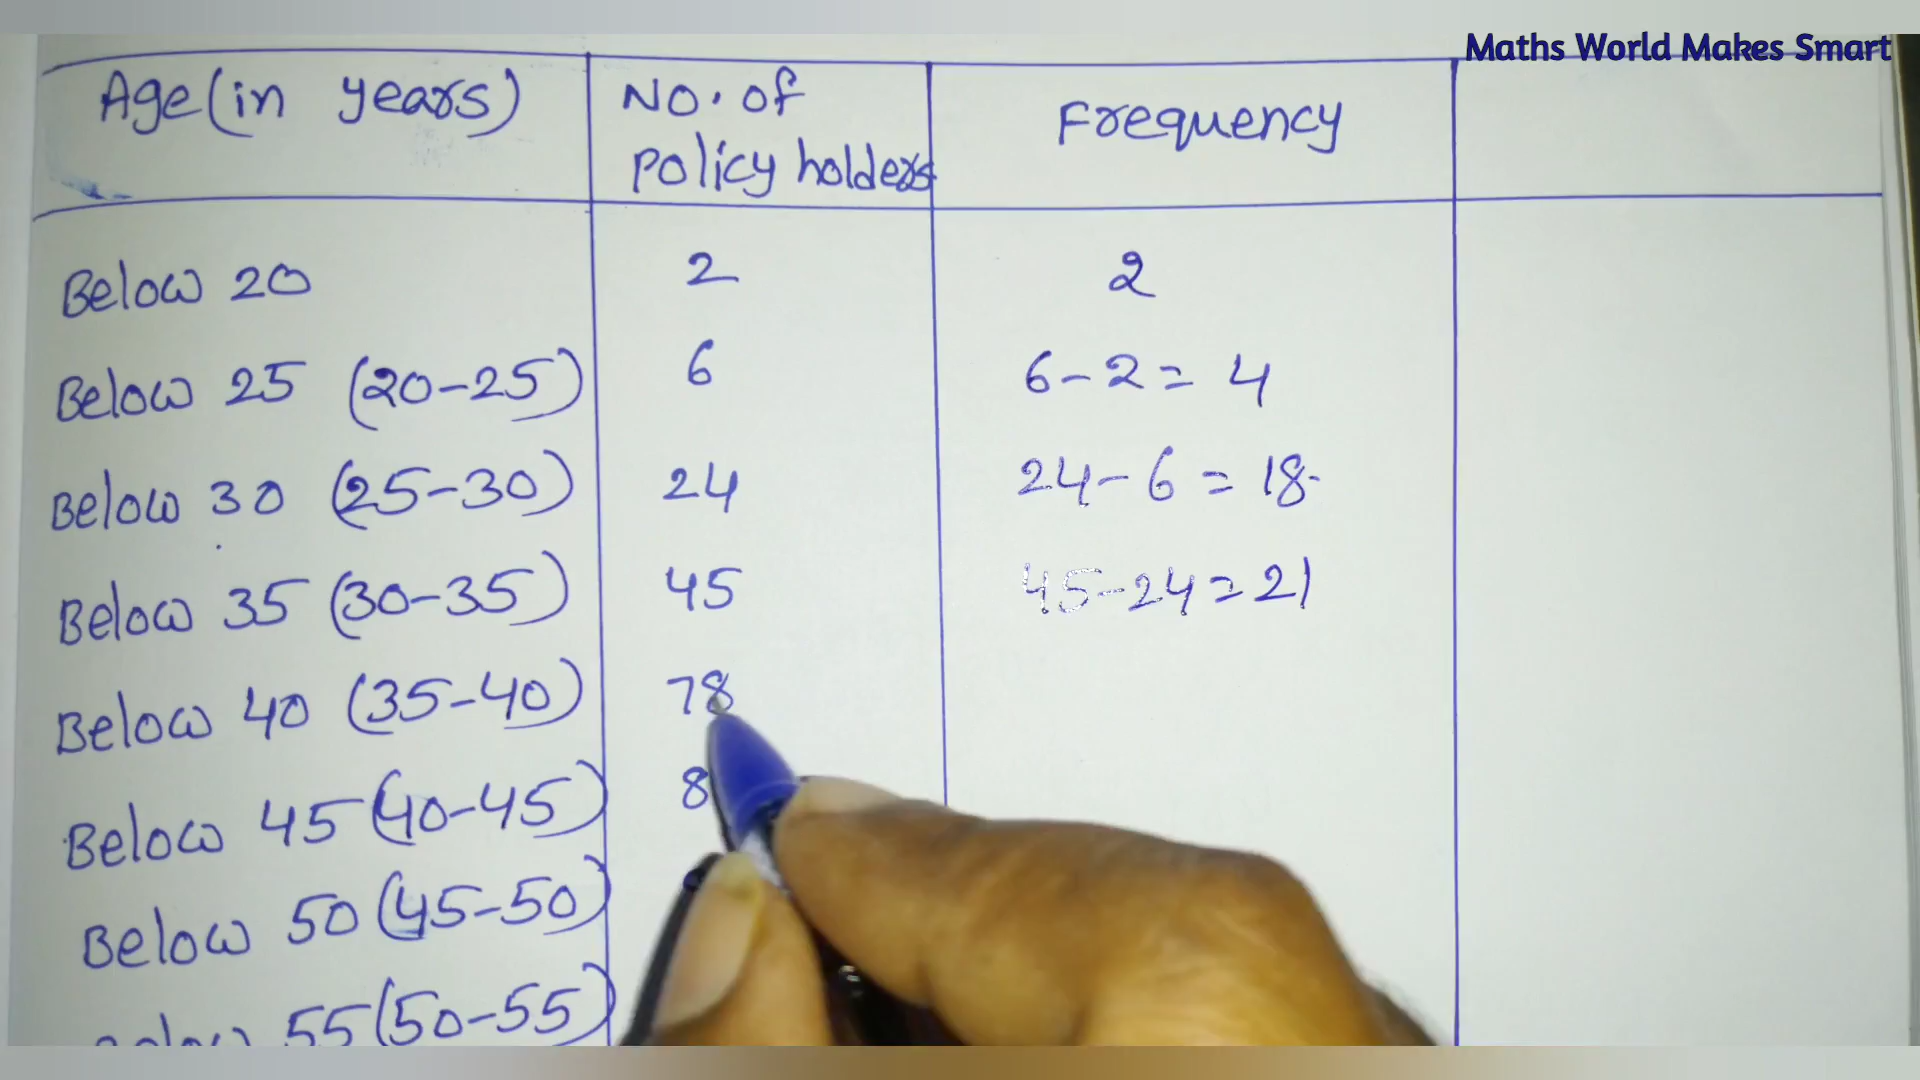 Maths World Makes Smart
Age (in years) No. of policy holders Frequency
Below 20 2 2
Below 25 (20-25) 6 6-2= 4
Below 30 (25-30) 24 24-6 = 18
Below 35 (30-35) 45 45-24=21
Below 40 (35-40) 78
Below 45 (40-45) 8
Below 50 (45-50)
Below 55 (50-55)